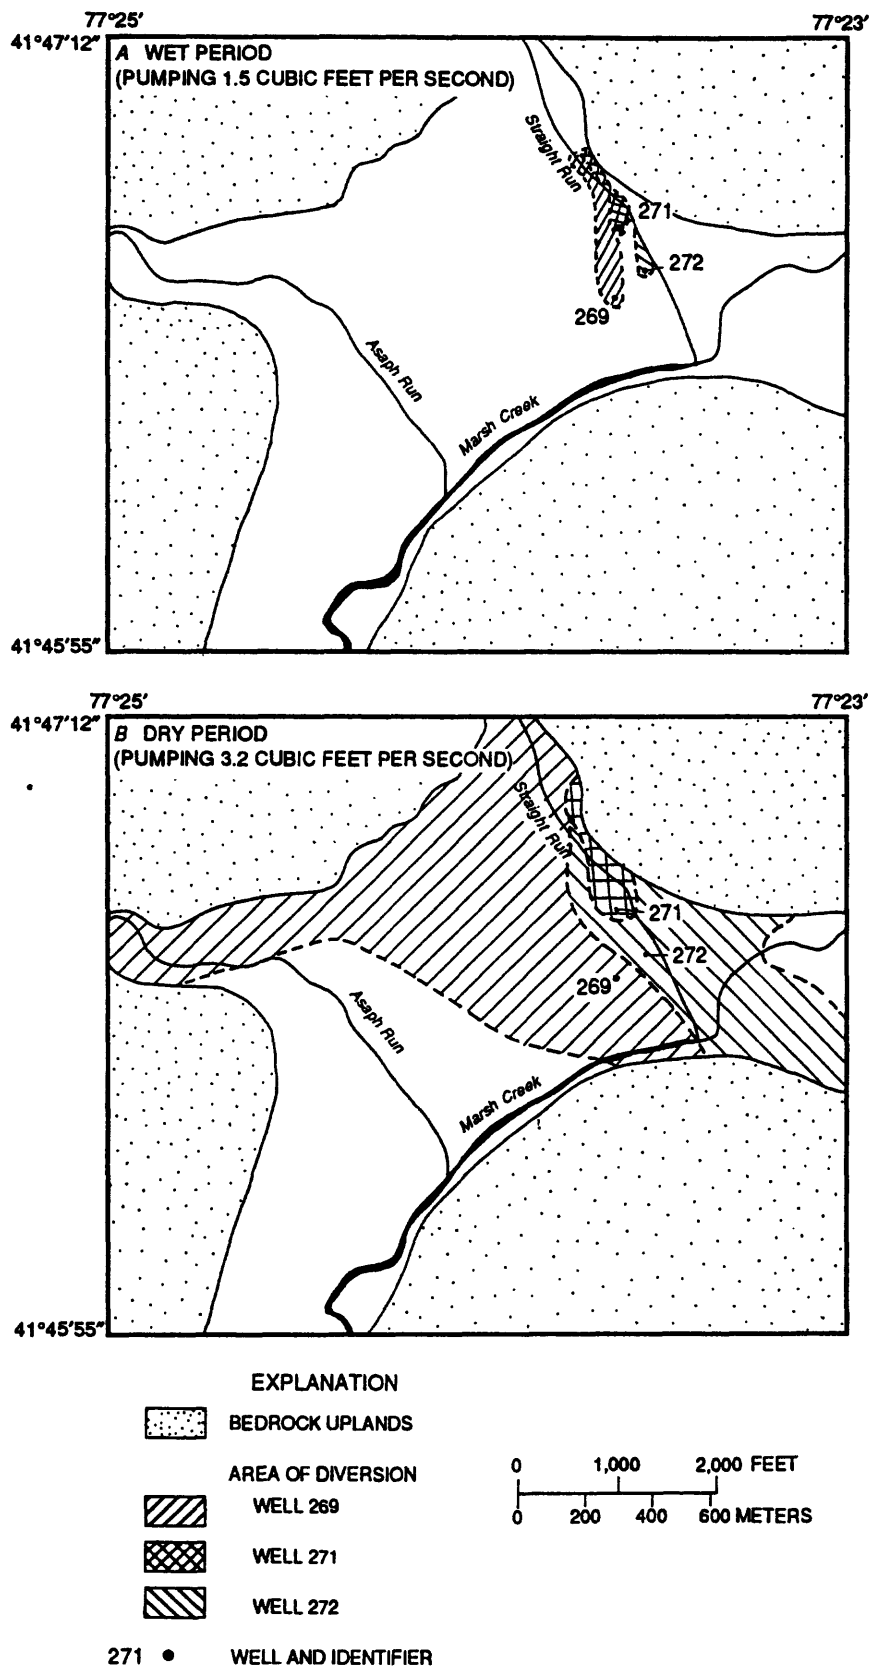 77°25′ 77°23′
41°47′12″
A WET PERIOD
(PUMPING 1.5 CUBIC FEET PER SECOND)
Straight Run
271
272
269
Asaph Run
Marsh Creek
41°45′55″
77°25′ 77°23′
41°47′12″
B DRY PERIOD
(PUMPING 3.2 CUBIC FEET PER SECOND)
Straight Run
271
272
269
Asaph Run
Marsh Creek
41°45′55″
EXPLANATION
BEDROCK UPLANDS
AREA OF DIVERSION
WELL 269
WELL 271
WELL 272
271 ● WELL AND IDENTIFIER
0 1,000 2,000 FEET
0 200 400 600 METERS